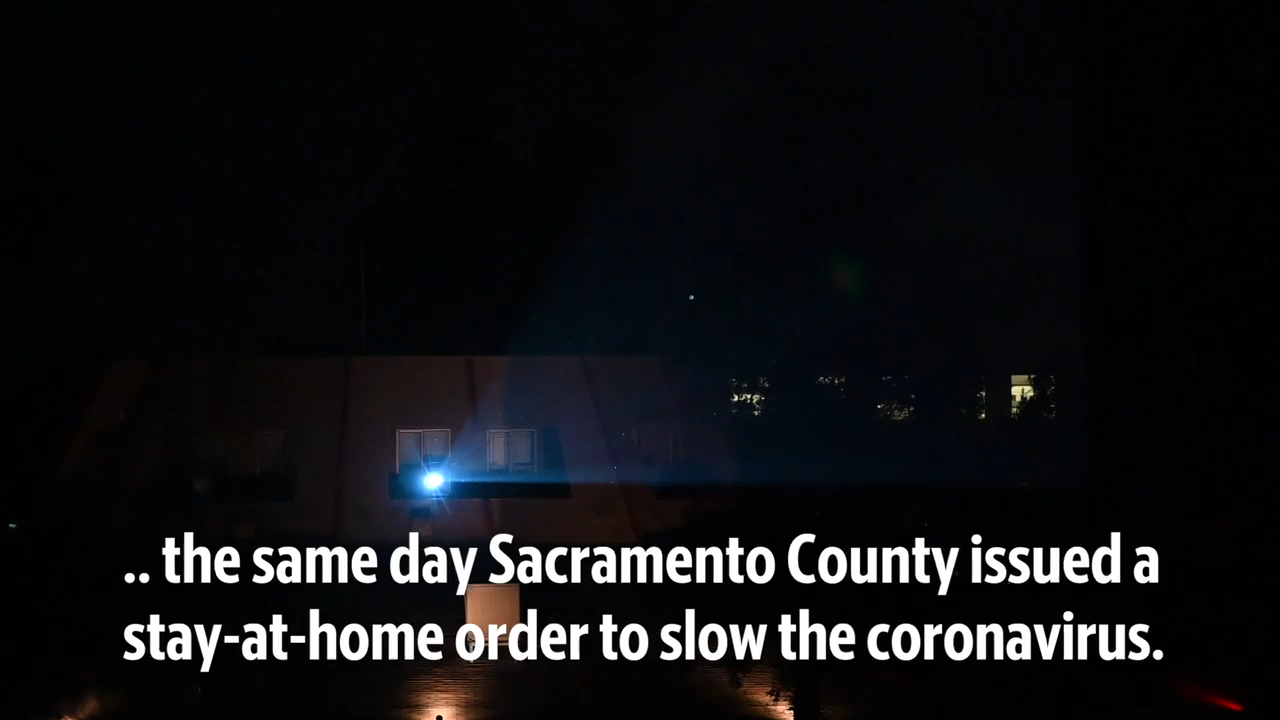 .. the same day Sacramento County issued a
stay-at-home order to slow the coronavirus.